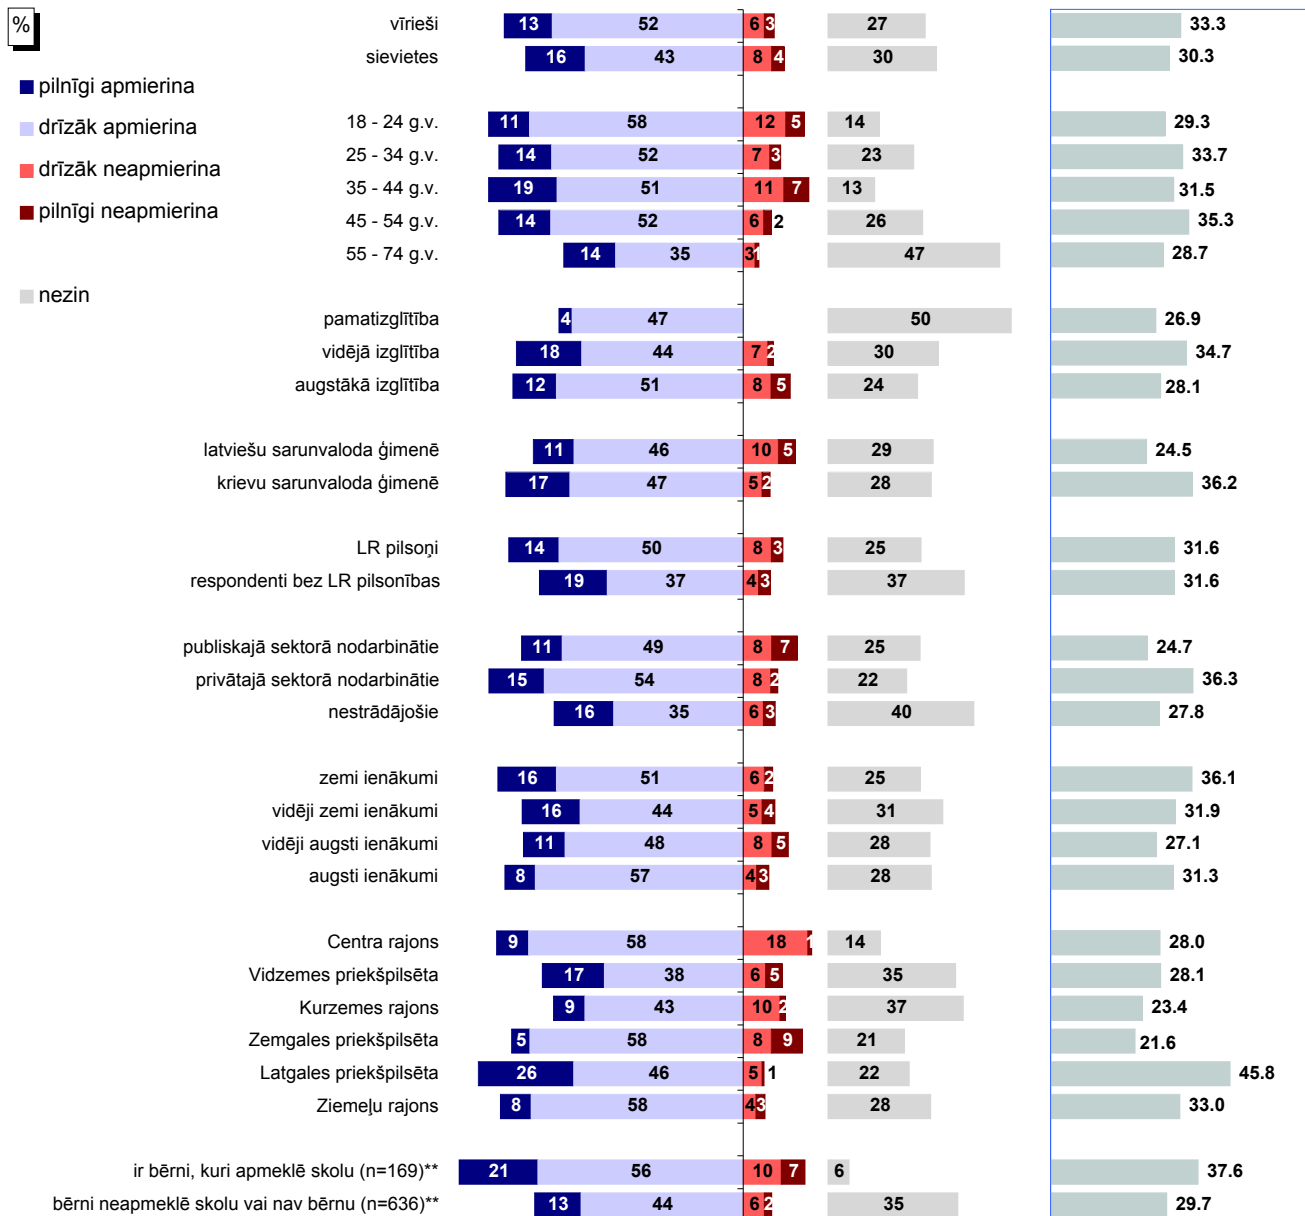 %
pilnīgi apmierina
drīzāk apmierina
drīzāk neapmierina
pilnīgi neapmierina
nezin
vīrieši 13 52 6 3 27 33.3
sievietes 16 43 8 4 30 30.3
18 - 24 g.v. 11 58 12 5 14 29.3
25 - 34 g.v. 14 52 7 3 23 33.7
35 - 44 g.v. 19 51 11 7 13 31.5
45 - 54 g.v. 14 52 6 2 26 35.3
55 - 74 g.v. 14 35 3 1 47 28.7
pamatizglītība 4 47 50 26.9
vidējā izglītība 18 44 7 2 30 34.7
augstākā izglītība 12 51 8 5 24 28.1
latviešu sarunvaloda ģimenē 11 46 10 5 29 24.5
krievu sarunvaloda ģimenē 17 47 5 2 28 36.2
LR pilsoņi 14 50 8 3 25 31.6
respondenti bez LR pilsonības 19 37 4 3 37 31.6
publiskajā sektorā nodarbinātie 11 49 8 7 25 24.7
privātajā sektorā nodarbinātie 15 54 8 2 22 36.3
nestrādājošie 16 35 6 3 40 27.8
zemi ienākumi 16 51 6 2 25 36.1
vidēji zemi ienākumi 16 44 5 4 31 31.9
vidēji augsti ienākumi 11 48 8 5 28 27.1
augsti ienākumi 8 57 4 3 28 31.3
Centra rajons 9 58 18 1 14 28.0
Vidzemes priekšpilsēta 17 38 6 5 35 28.1
Kurzemes rajons 9 43 10 2 37 23.4
Zemgales priekšpilsēta 5 58 8 9 21 21.6
Latgales priekšpilsēta 26 46 5 1 22 45.8
Ziemeļu rajons 8 58 4 3 28 33.0
ir bērni, kuri apmeklē skolu (n=169)** 21 56 10 7 6 37.6
bērni neapmeklē skolu vai nav bērnu (n=636)** 13 44 6 2 35 29.7